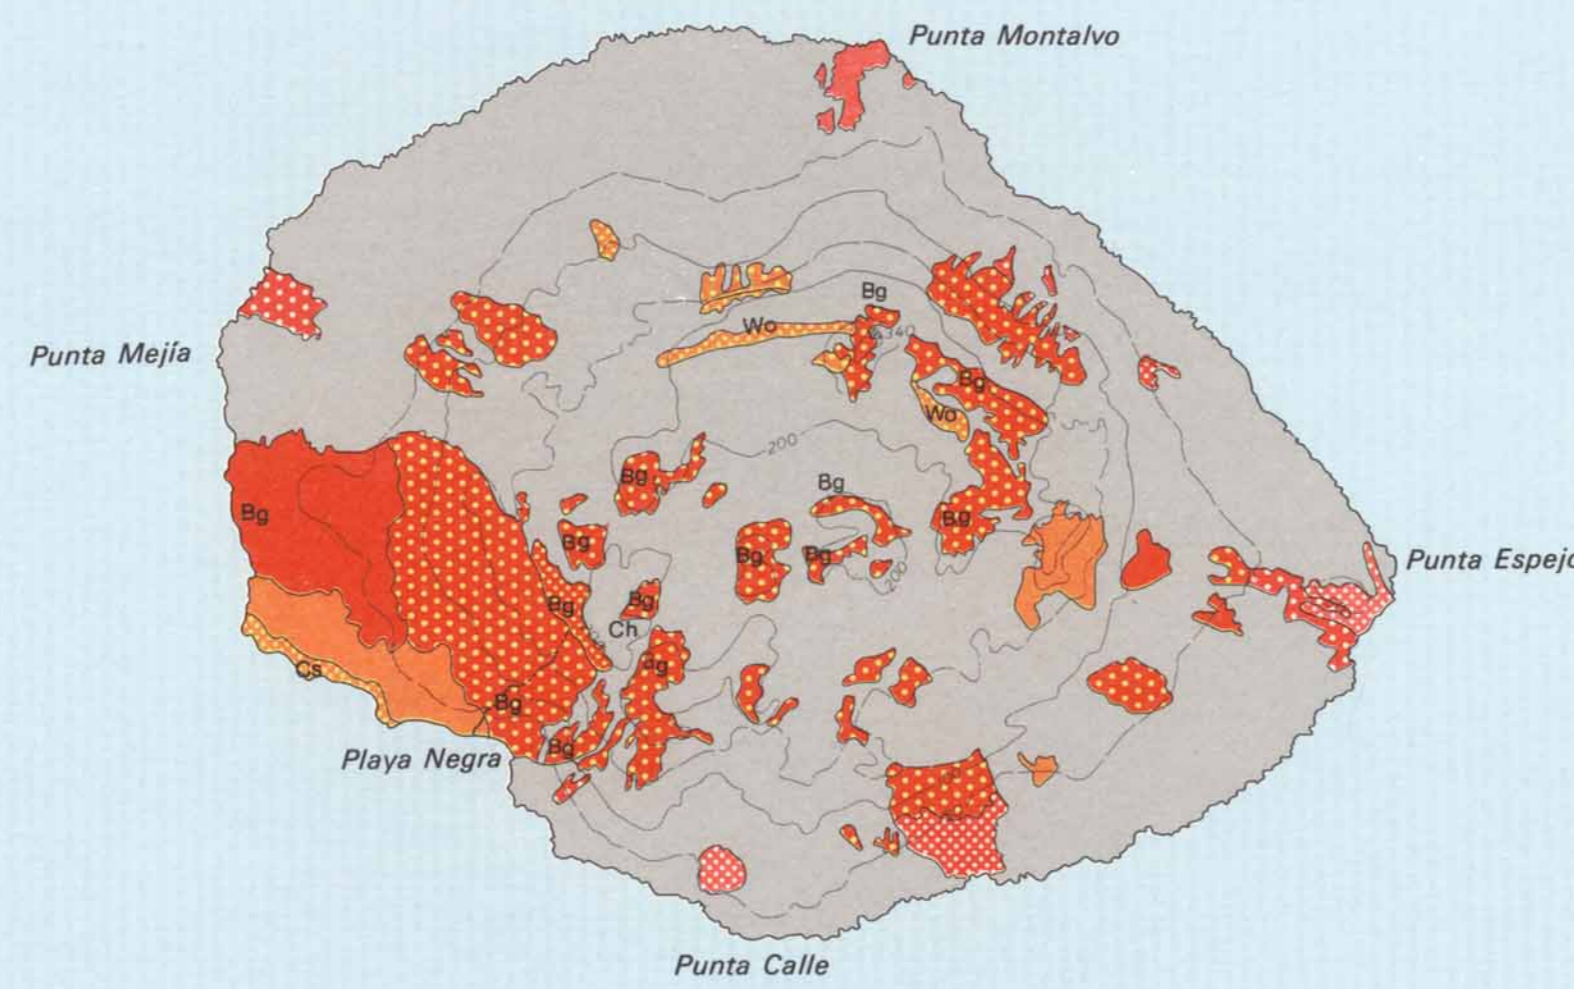 Punta Montalvo
Bg
Punta Mejía
Wo
340
Bg
Wo
200
Bg
Bg
Bg
Bg
Bg
Bg
Bg
Punta Espejo
200
Bg
Bg
Ch
Bg
Cs
Bg
Bg
Playa Negra
Punta Calle